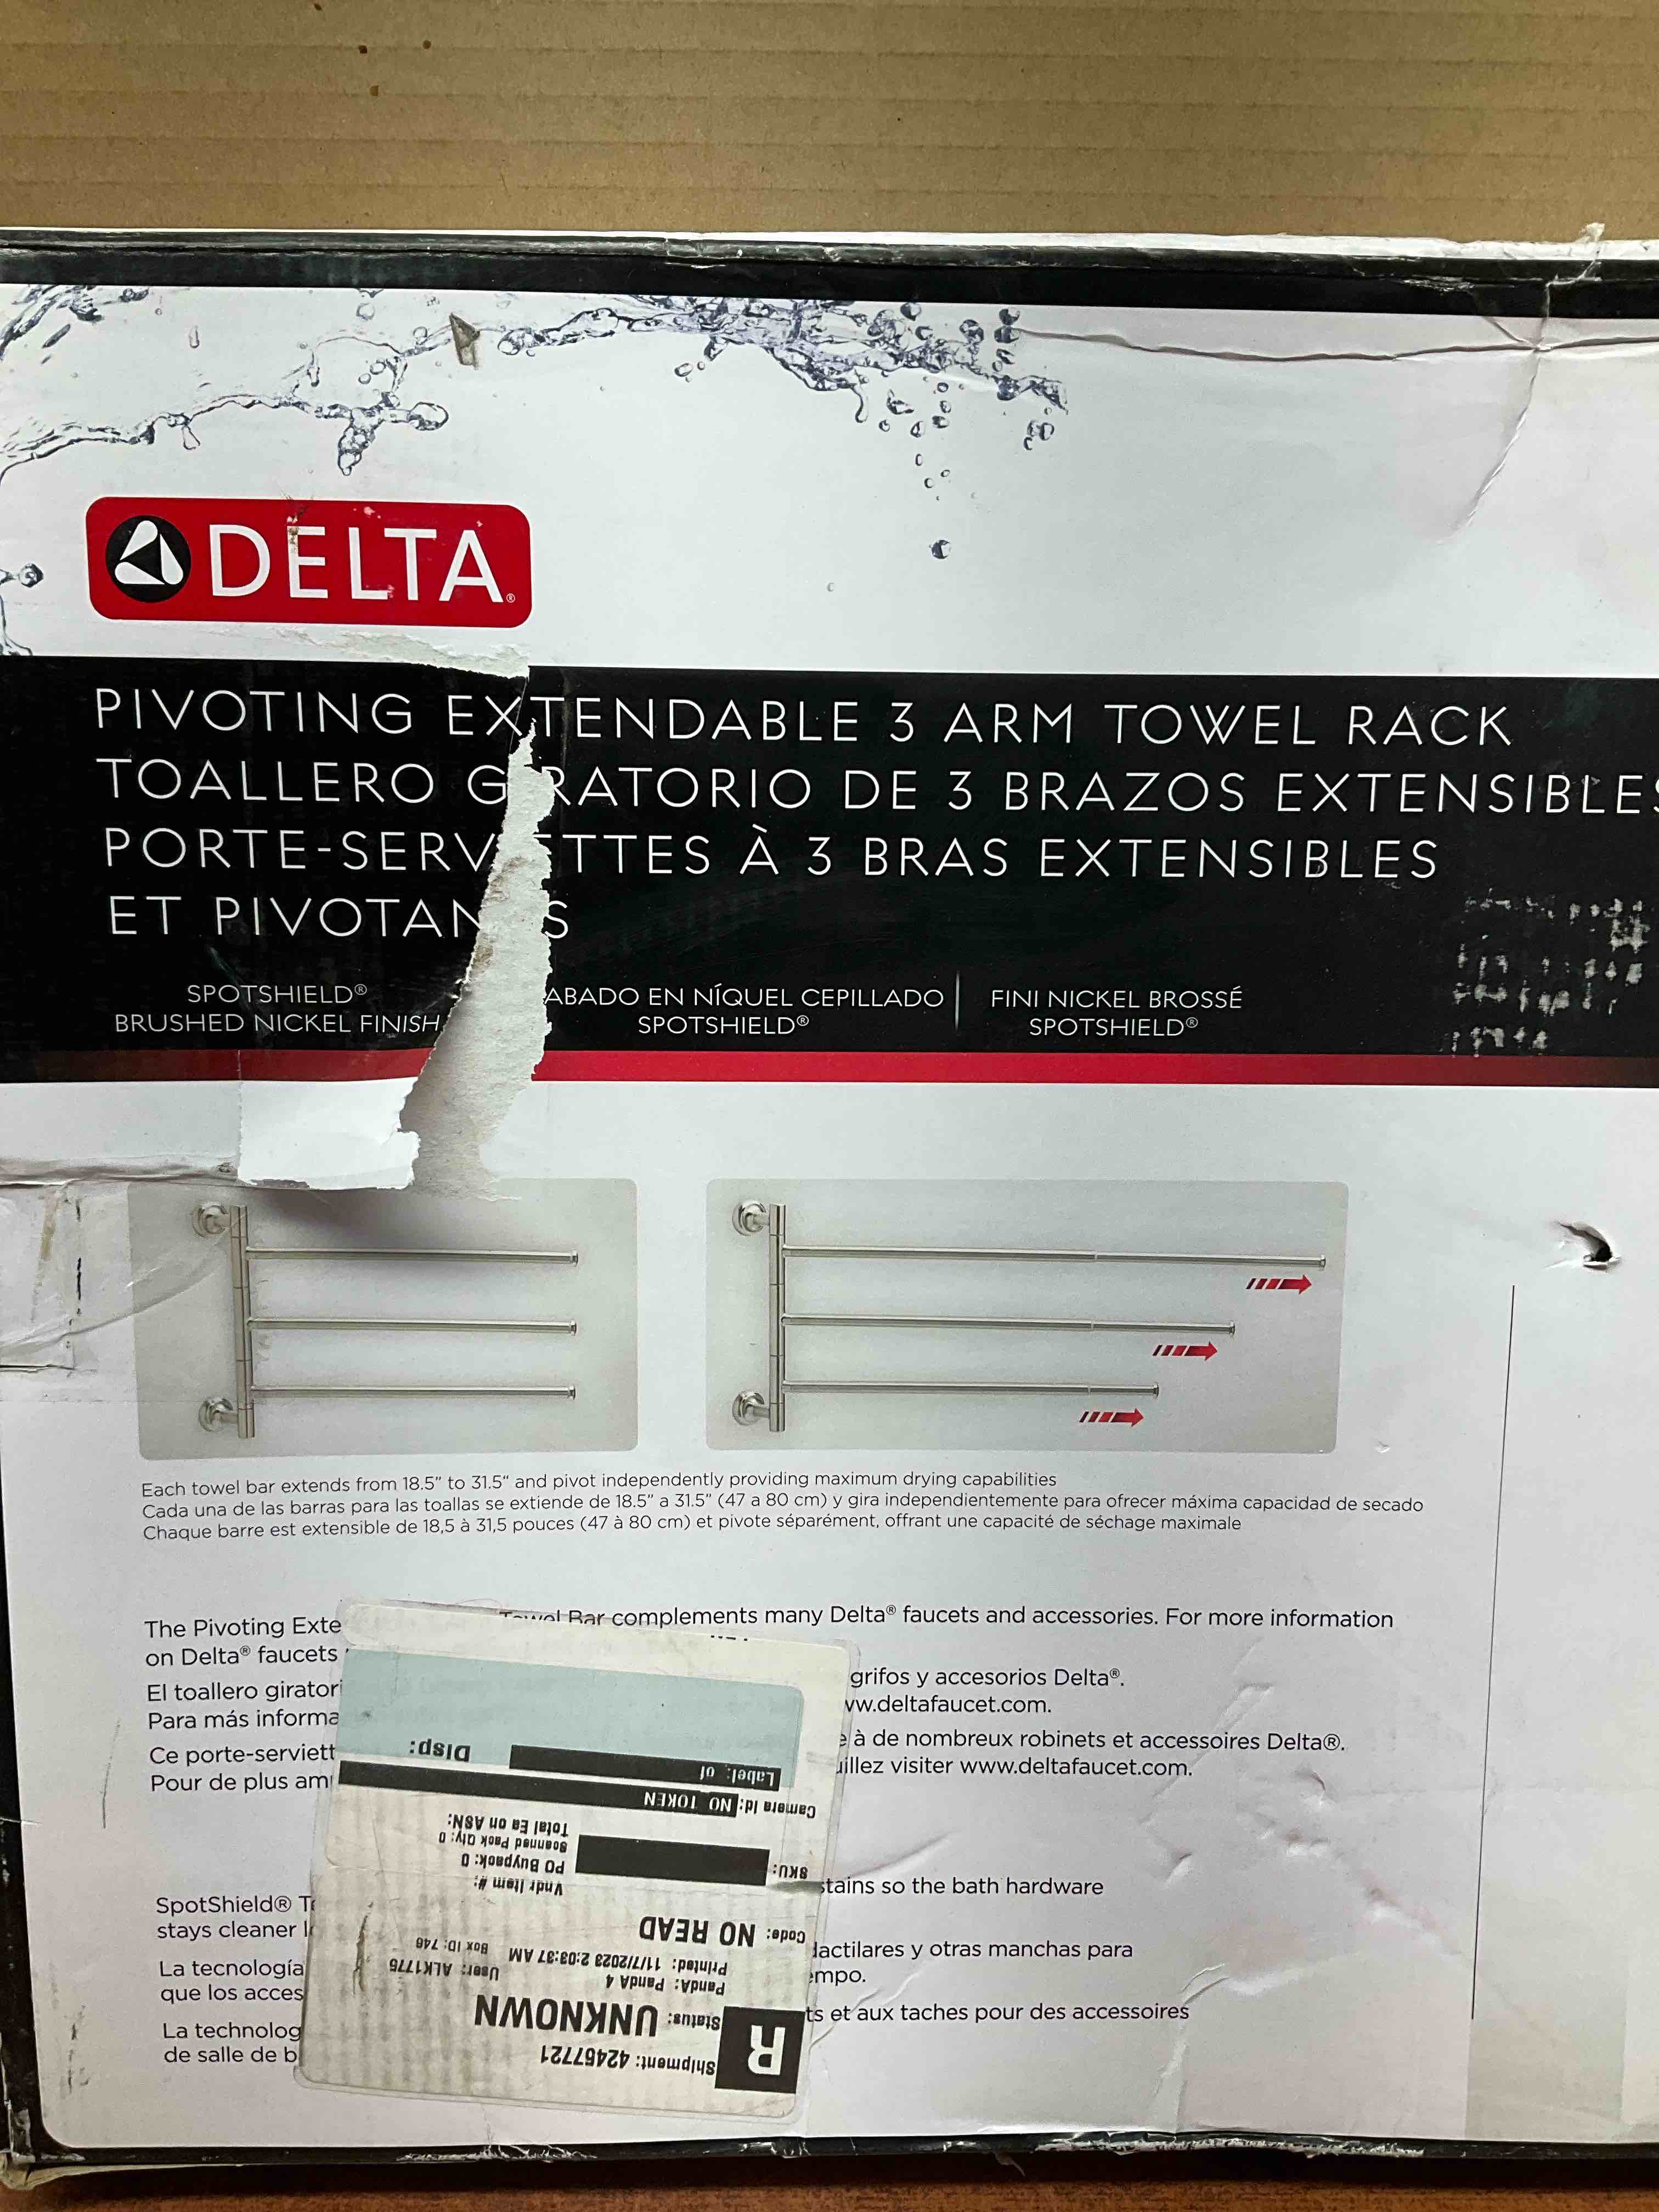 DELTA®
PIVOTING EXTENDABLE 3 ARM TOWEL RACK
TOALLERO G RATORIO DE 3 BRAZOS EXTENSIBLES
PORTE-SERV TTES À 3 BRAS EXTENSIBLES
ET PIVOTAN S
SPOTSHIELD®
BRUSHED NICKEL FINISH
ABADO EN NÍQUEL CEPILLADO
SPOTSHIELD®
FINI NICKEL BROSSÉ
SPOTSHIELD®
Each towel bar extends from 18.5" to 31.5" and pivot independently providing maximum drying capabilities
Cada una de las barras para las toallas se extiende de 18.5" a 31.5" (47 a 80 cm) y gira independientemente para ofrecer máxima capacidad de secado
Chaque barre est extensible de 18,5 à 31,5 pouces (47 à 80 cm) et pivote séparément, offrant une capacité de séchage maximale
The Pivoting Exte Towel Bar complements many Delta® faucets and accessories. For more information
on Delta® faucets
El toallero giratori grifos y accesorios Delta®.
Para más informa w.deltafaucet.com.
Ce porte-serviett à de nombreux robinets et accessoires Delta®.
Pour de plus am illez visiter www.deltafaucet.com.
SpotShield® T stains so the bath hardware
stays cleaner l
La tecnología dactilares y otras manchas para
que los acces mpo.
La technolog ts et aux taches pour des accessoires
de salle de b
R
Shipment: 42457721
Status: UNKNOWN
PandA: PandA 4 User: ALK1775
Printed: 11/7/2023 2:03:37 AM Box ID: 746
Code: NO READ
Vndr Item #:
SKU:
PO Buypack: 0
Scanned Pack Qty: 0
Total Ea on ASN:
Camera Id: NO TOKEN
Label: of
Disp: